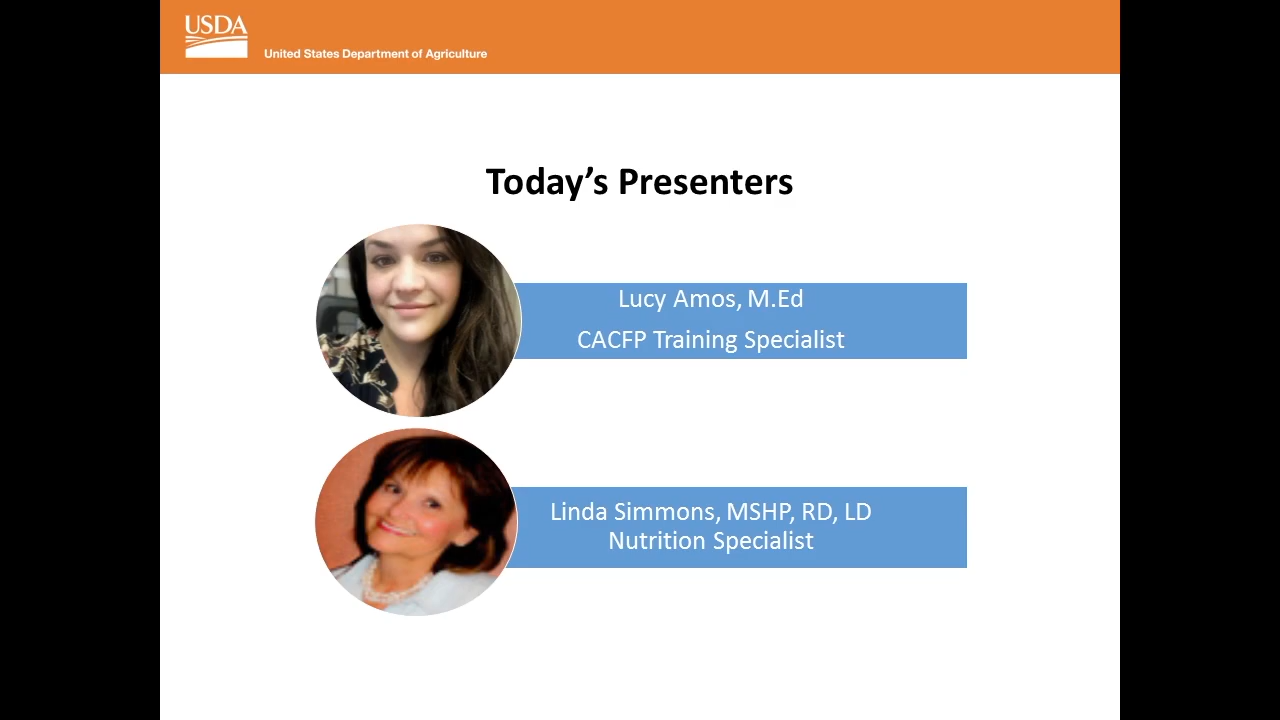 USDA
United States Department of Agriculture
Today’s Presenters
Lucy Amos, M.Ed
CACFP Training Specialist
Linda Simmons, MSHP, RD, LD
Nutrition Specialist